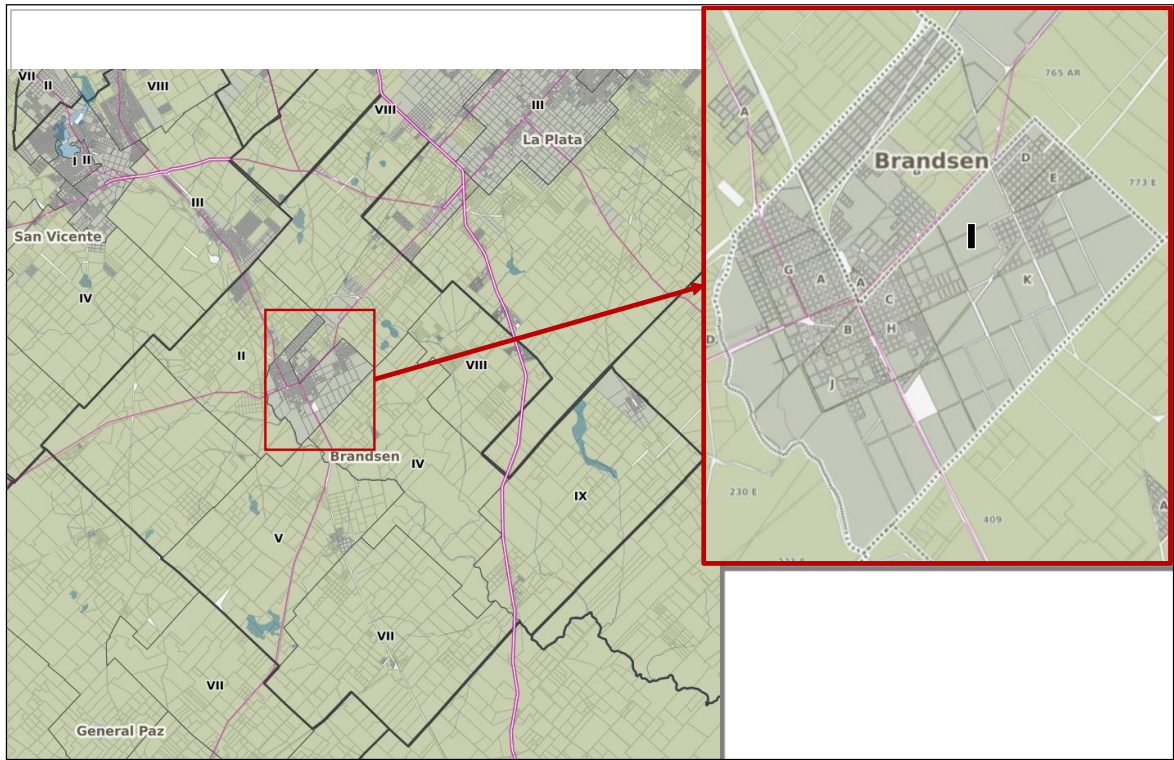 VII
II
VIII
VIII
III
La Plata
I II
III
San Vicente
IV
II
VIII
Brandsen
IV
IX
V
VII
VII
General Paz
765 AR
A
Brandsen
D
E
773 E
G
A
A
C
K
B
H
D
J
I
230 E
409
A